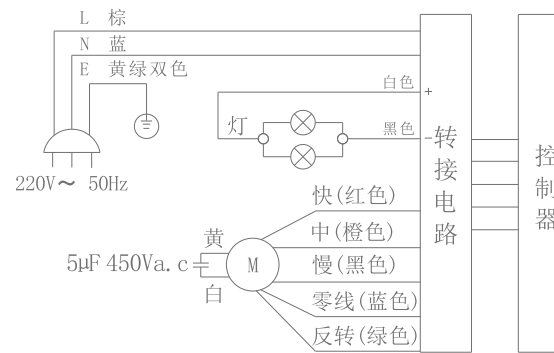 L 棕
N 蓝
E 黄绿双色
220V～ 50Hz
白色
+
灯
黑色
-
转接电路
控制器
快(红色)
中(橙色)
慢(黑色)
零线(蓝色)
反转(绿色)
黄
5μF 450Va.c
白
M